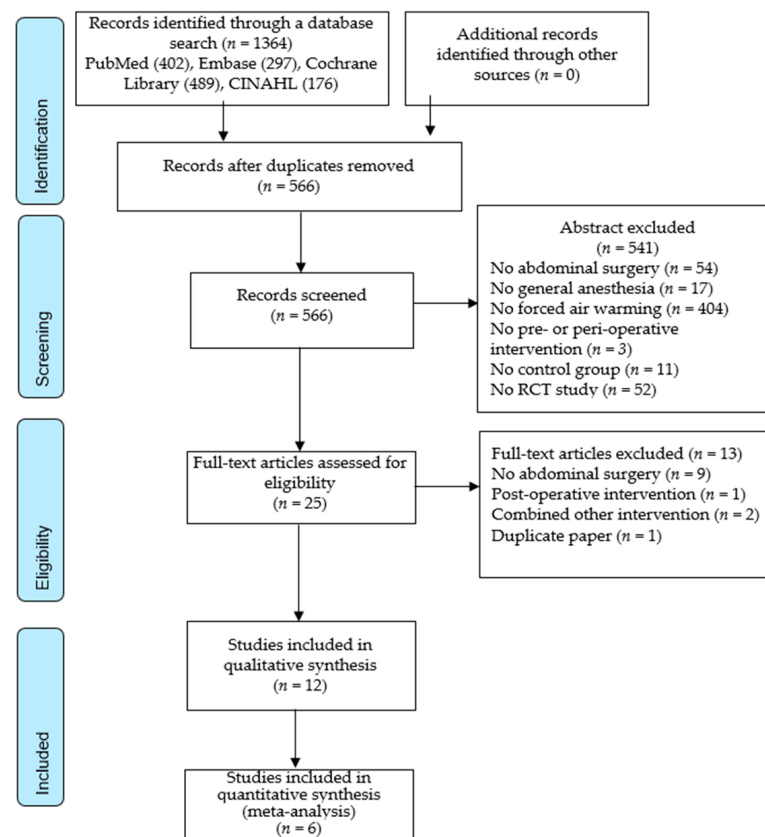 Identification
Records identified through a database
search (n = 1364)
PubMed (402), Embase (297), Cochrane
Library (489), CINAHL (176)
Additional records
identified through other
sources (n = 0)
Records after duplicates removed
(n = 566)
Screening
Records screened
(n = 566)
Abstract excluded
(n = 541)
No abdominal surgery (n = 54)
No general anesthesia (n = 17)
No forced air warming (n = 404)
No pre- or peri-operative
intervention (n = 3)
No control group (n = 11)
No RCT study (n = 52)
Eligibility
Full-text articles assessed for
eligibility
(n = 25)
Full-text articles excluded (n = 13)
No abdominal surgery (n = 9)
Post-operative intervention (n = 1)
Combined other intervention (n = 2)
Duplicate paper (n = 1)
Included
Studies included in
qualitative synthesis
(n = 12)
Studies included in
quantitative synthesis
(meta-analysis)
(n = 6)